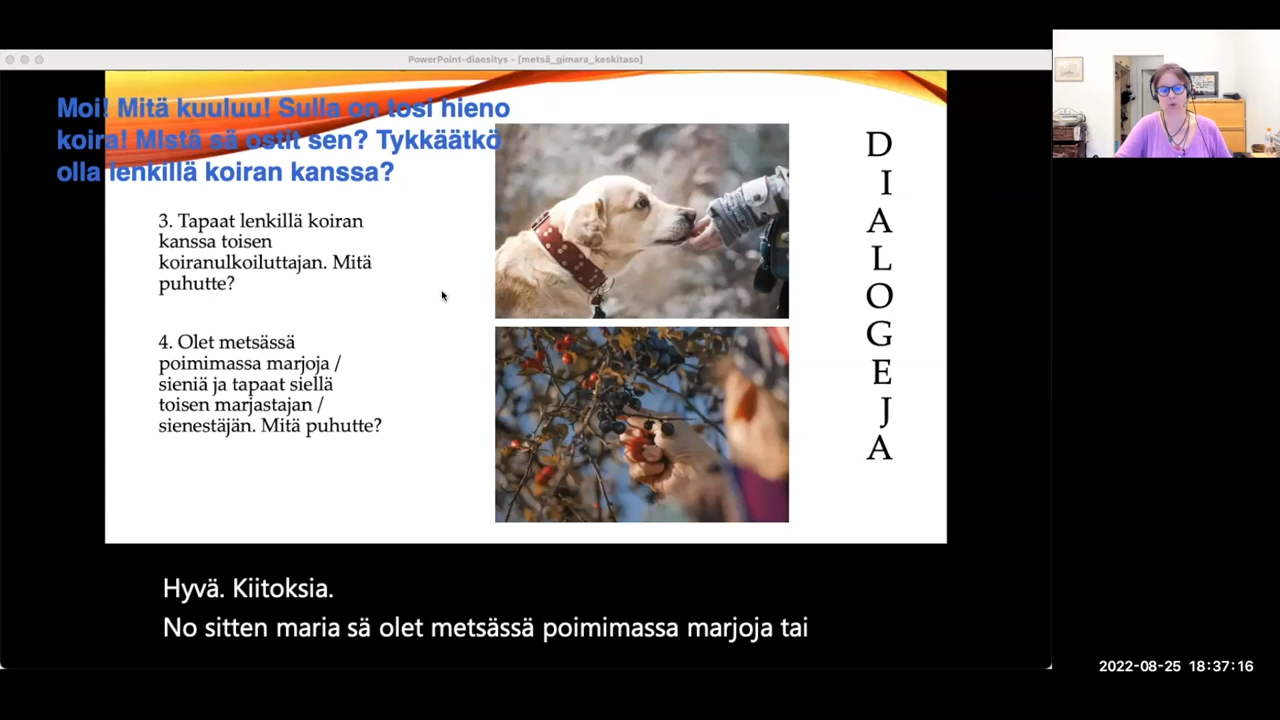 PowerPoint-diaesitys - [metsä_gimara_keskitaso]
Moi! Mitä kuuluu! Sulla on tosi hieno
koira! MIstä sä ostit sen? Tykkäätkö
olla lenkillä koiran kanssa?
3. Tapaat lenkillä koiran
kanssa toisen
koiranulkoiluttajan. Mitä
puhutte?
4. Olet metsässä
poimimassa marjoja /
sieniä ja tapaat siellä
toisen marjastajan /
sienestäjän. Mitä puhutte?
D
I
A
L
O
G
E
J
A
Hyvä. Kiitoksia.
No sitten maria sä olet metsässä poimimassa marjoja tai
2022-08-25 18:37:16